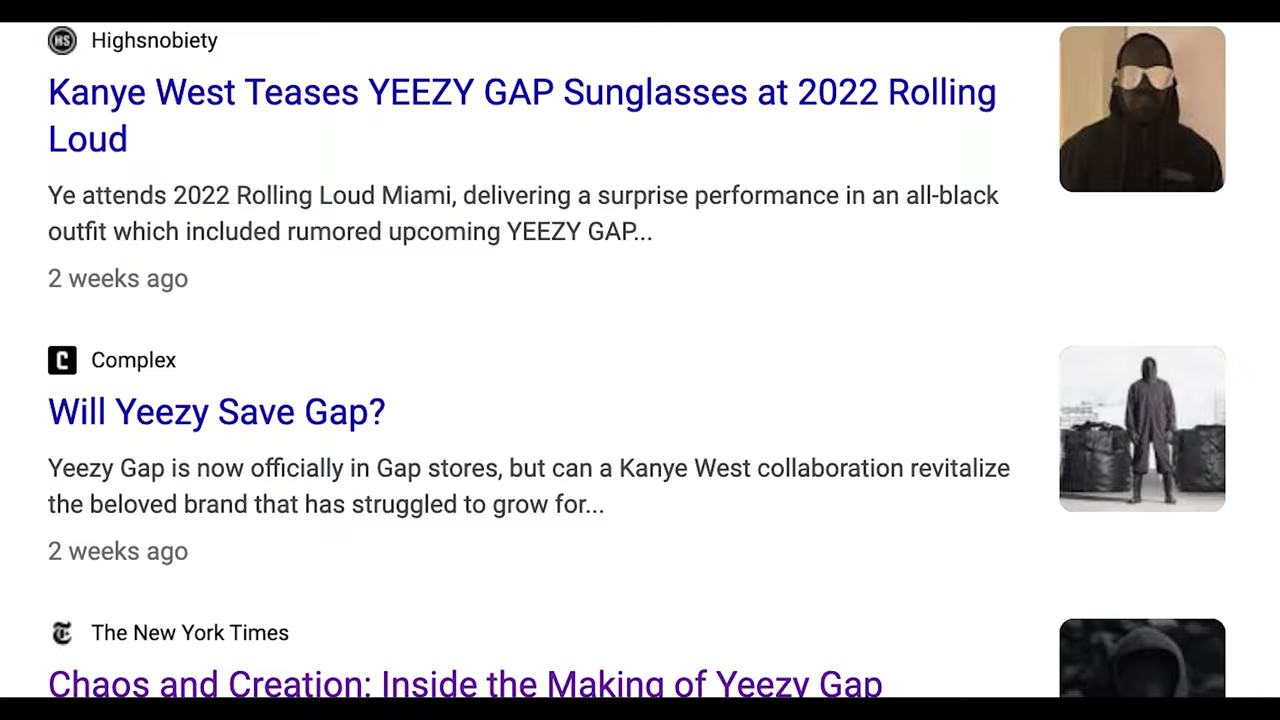 HS Highsnobiety
Kanye West Teases YEEZY GAP Sunglasses at 2022 Rolling
Loud
Ye attends 2022 Rolling Loud Miami, delivering a surprise performance in an all-black
outfit which included rumored upcoming YEEZY GAP...
2 weeks ago
C Complex
Will Yeezy Save Gap?
Yeezy Gap is now officially in Gap stores, but can a Kanye West collaboration revitalize
the beloved brand that has struggled to grow for...
2 weeks ago
T The New York Times
Chaos and Creation: Inside the Making of Yeezy Gap